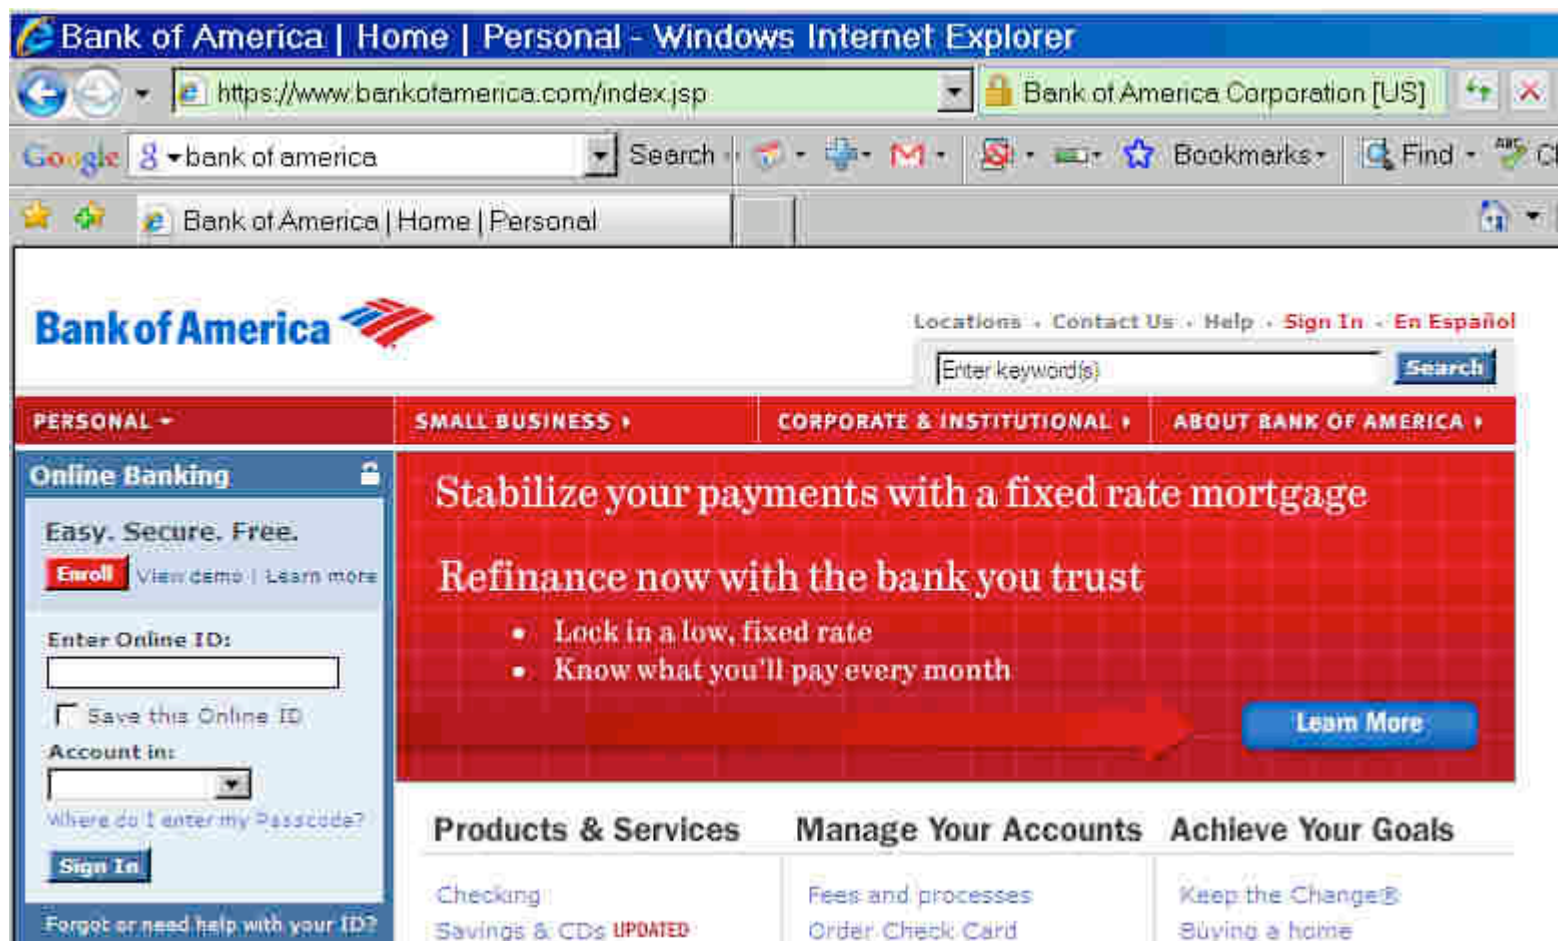 Bank of America | Home | Personal - Windows Internet Explorer
https://www.bankofamerica.com/index.jsp
Bank of America Corporation [US]
Google
bank of america
Search
Bookmarks
Find
Bank of America | Home | Personal
Bank of America
Locations · Contact Us · Help · Sign In · En Español
Enter keyword(s)
Search
PERSONAL
SMALL BUSINESS
CORPORATE & INSTITUTIONAL
ABOUT BANK OF AMERICA
Online Banking
Easy. Secure. Free.
Enroll View demo | Learn more
Enter Online ID:
Save this Online ID
Account in:
Where do I enter my Passcode?
Sign In
Forgot or need help with your ID?
Stabilize your payments with a fixed rate mortgage
Refinance now with the bank you trust
• Lock in a low, fixed rate
• Know what you'll pay every month
Learn More
Products & Services
Checking
Savings & CDs UPDATED
Manage Your Accounts
Fees and processes
Order Check Card
Achieve Your Goals
Keep the Change®
Buying a home